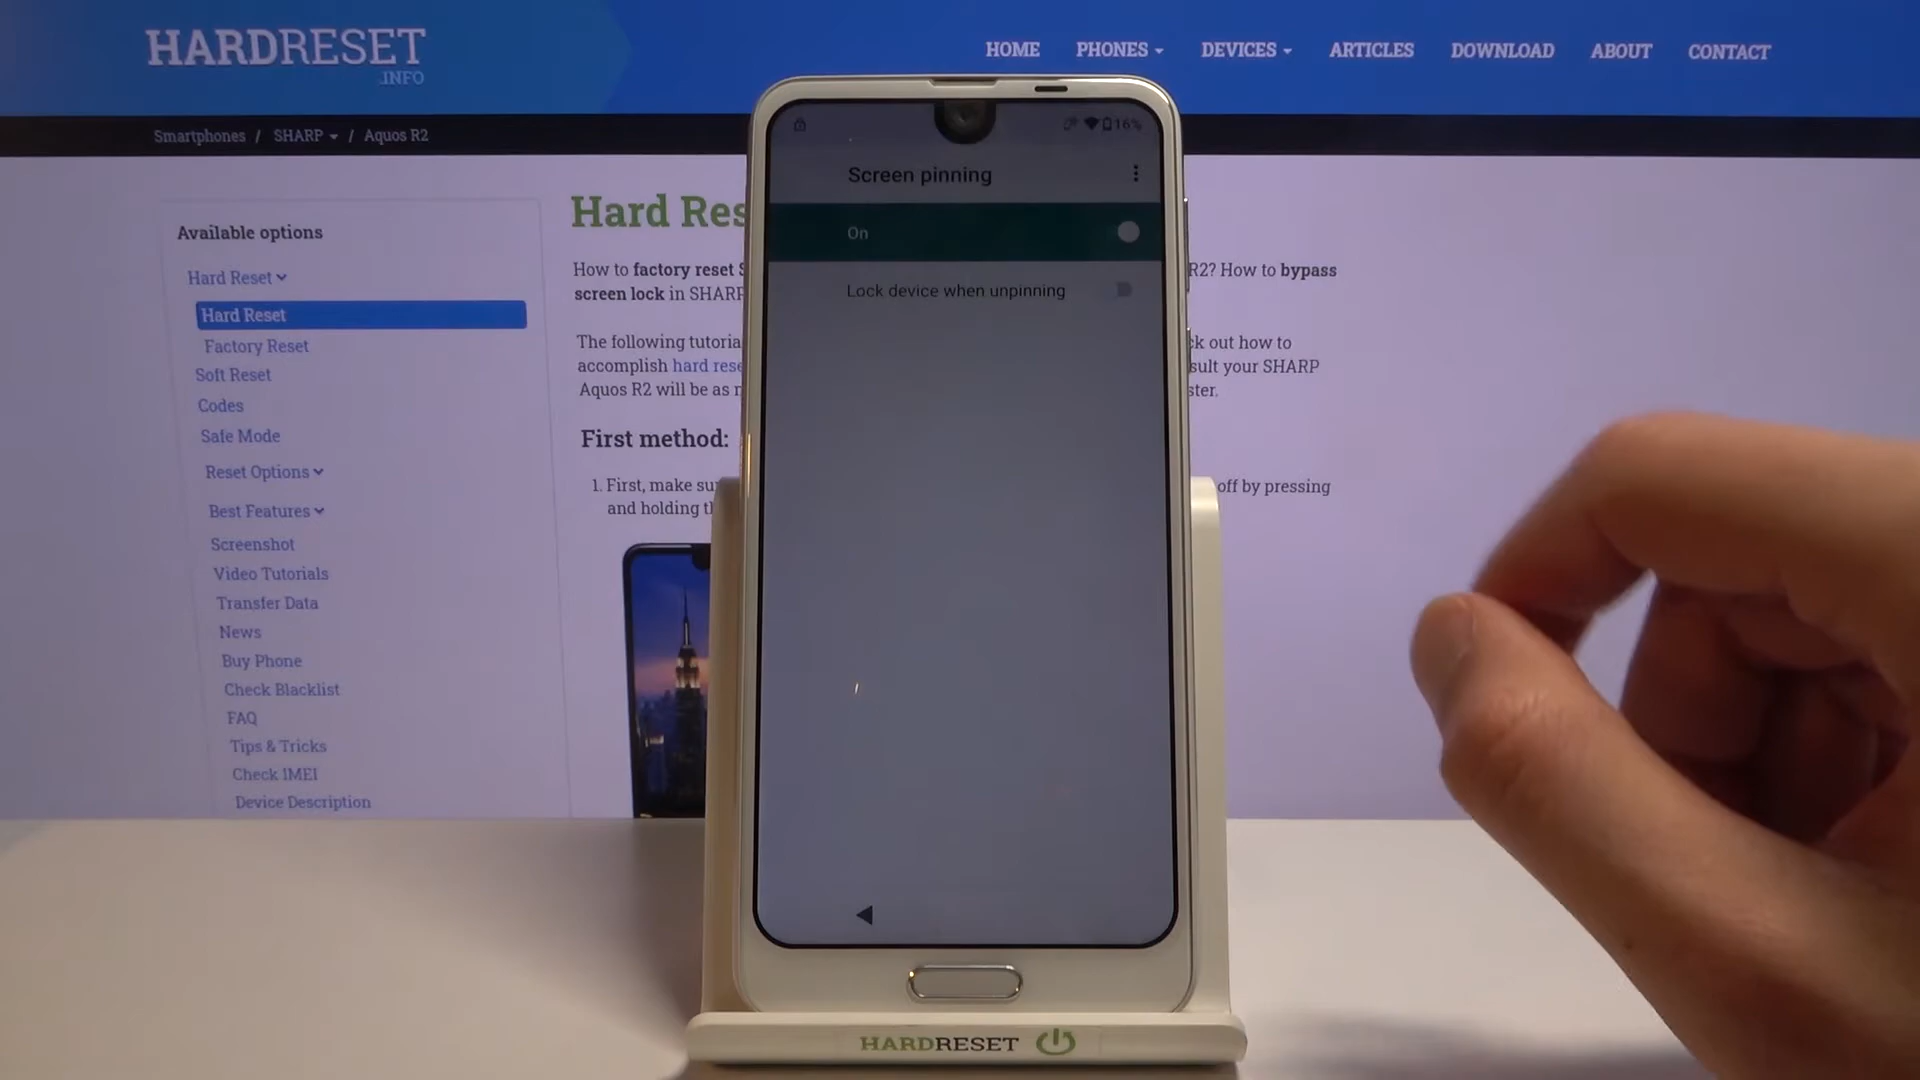 HARDRESET
.INFO
HOME PHONES DEVICES ARTICLES DOWNLOAD ABOUT CONTACT
Smartphones / SHARP / Aquos R2
Available options
Hard Reset
Hard Reset
Factory Reset
Soft Reset
Codes
Safe Mode
Reset Options
Best Features
Screenshot
Video Tutorials
Transfer Data
News
Buy Phone
Check Blacklist
FAQ
Tips & Tricks
Check IMEI
Device Description
Hard Res
How to factory reset R2? How to bypass
screen lock in SHARP
The following tutoria ck out how to
accomplish hard rese sult your SHARP
Aquos R2 will be as ster.
First method:
1. First, make su off by pressing
and holding
16%
Screen pinning
On
Lock device when unpinning
HARDRESET